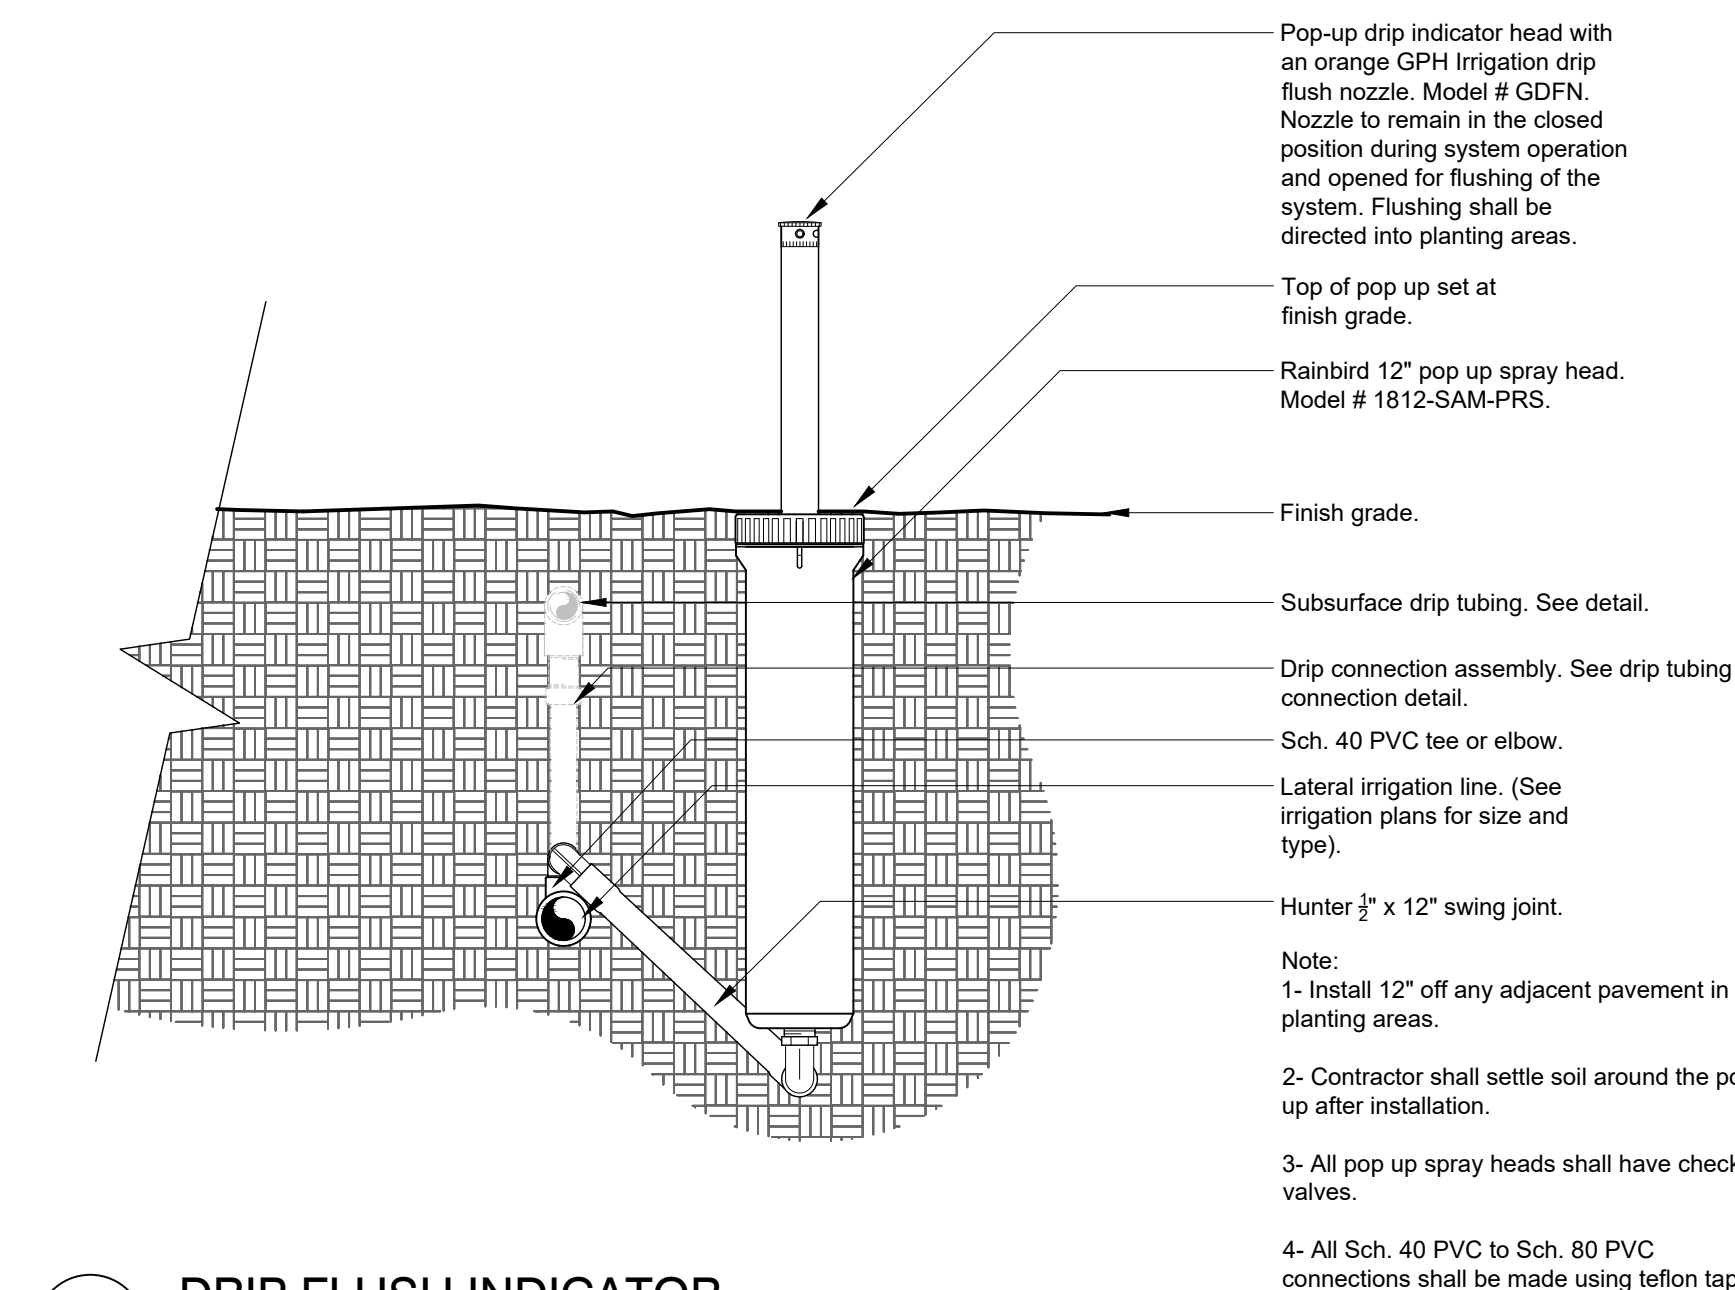 Pop-up drip indicator head with
an orange GPH Irrigation drip
flush nozzle. Model # GDFN.
Nozzle to remain in the closed
position during system operation
and opened for flushing of the
system. Flushing shall be
directed into planting areas.
Top of pop up set at
finish grade.
Rainbird 12" pop up spray head.
Model # 1812-SAM-PRS.
Finish grade.
Subsurface drip tubing. See detail.
Drip connection assembly. See drip tubing
connection detail.
Sch. 40 PVC tee or elbow.
Lateral irrigation line. (See
irrigation plans for size and
type).
Hunter 1/2" x 12" swing joint.
Note:
1- Install 12" off any adjacent pavement in
planting areas.
2- Contractor shall settle soil around the
up after installation.
3- All pop up spray heads shall have check
valves.
4- All Sch. 40 PVC to Sch. 80 PVC
connections shall be made using teflon tap
DRIP FLUSH INDICATOR